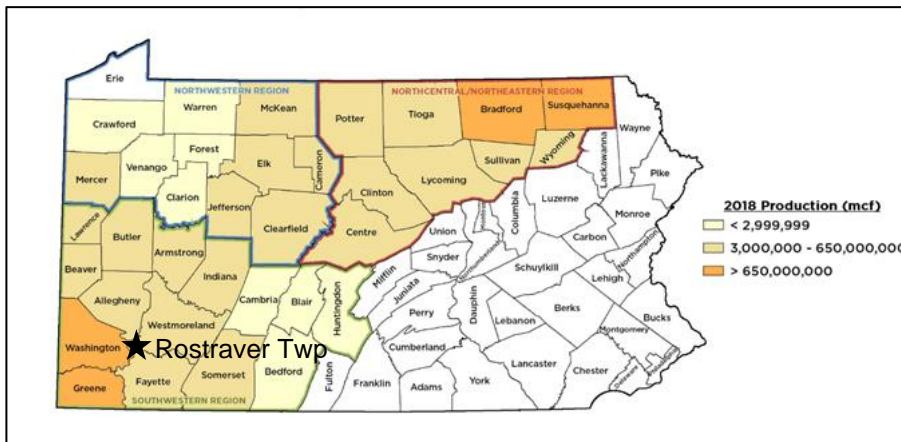 Erie
NORTHWESTERN REGION
Warren
McKean
Crawford
Forest
Venango
Elk
Cameron
Mercer
Clarion
Jefferson
Clearfield
NORTHCENTRAL/NORTHEASTERN REGION
Potter
Tioga
Bradford
Susquehanna
Wyoming
Sullivan
Lycoming
Clinton
Centre
Wayne
Lackawanna
Pike
Luzerne
Columbia
Monroe
Carbon
Northampton
Union
Snyder
Northumberland
Schuylkill
Lehigh
Mifflin
Juniata
Dauphin
Perry
Lebanon
Berks
Bucks
Montgomery
Cumberland
Lancaster
Chester
Delaware
Philadelphia
Fulton
Franklin
Adams
York
Lawrence
Butler
Armstrong
Beaver
Indiana
Allegheny
Cambria
Blair
Huntingdon
Westmoreland
Washington
Rostraver Twp
Greene
Fayette
Somerset
Bedford
SOUTHWESTERN REGION
2018 Production (mcf)
< 2,999,999
3,000,000 - 650,000,000
> 650,000,000